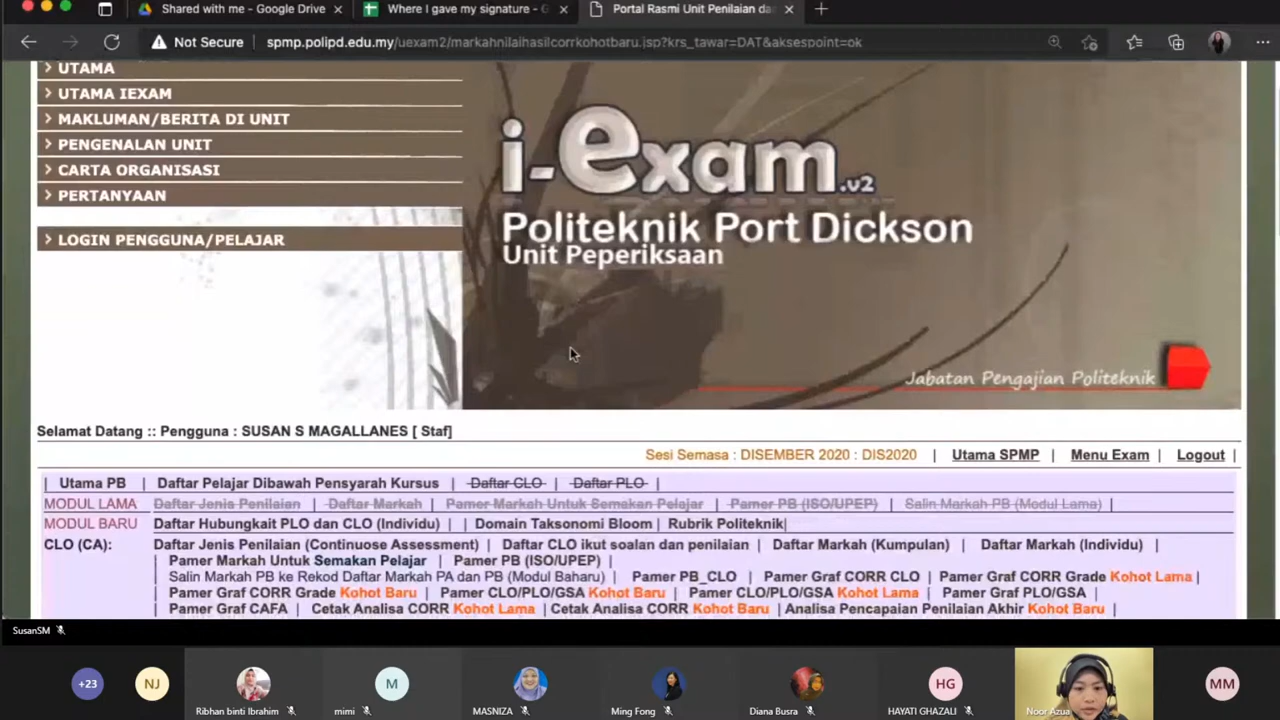 Shared with me - Google Drive
Where I gave my signature - G
Portal Rasmi Unit Penilaian da
Not Secure
spmp.polipd.edu.my/uexam2/markahnilaihasilcorrkohotbaru.jsp?krs_tawar=DAT&aksespoint=ok
UTAMA
UTAMA IEXAM
MAKLUMAN/BERITA DI UNIT
PENGENALAN UNIT
CARTA ORGANISASI
PERTANYAAN
LOGIN PENGGUNA/PELAJAR
i-exam.v2
Politeknik Port Dickson
Unit Peperiksaan
Jabatan Pengajian Politeknik
Selamat Datang :: Pengguna : SUSAN S MAGALLANES [ Staf]
Sesi Semasa : DISEMBER 2020 : DIS2020 | Utama SPMP | Menu Exam | Logout |
| Utama PB | Daftar Pelajar Dibawah Pensyarah Kursus | Daftar CLO | Daftar PLO |
MODUL LAMA Daftar Jenis Penilaian | Daftar Markah | Pamer Markah Untuk Semakan Pelajar | Pamer PB (ISO/UPEP) | Salin Markah PB (Modul Lama) |
MODUL BARU Daftar Hubungkait PLO dan CLO (Individu) | | Domain Taksonomi Bloom | Rubrik Politeknik|
CLO (CA): Daftar Jenis Penilaian (Continuose Assessment) | Daftar CLO ikut soalan dan penilaian | Daftar Markah (Kumpulan) | Daftar Markah (Individu) |
| Pamer Markah Untuk Semakan Pelajar | Pamer PB (ISO/UPEP) |
| Salin Markah PB ke Rekod Daftar Markah PA dan PB (Modul Baharu) | Pamer PB_CLO | Pamer Graf CORR CLO | Pamer Graf CORR Grade Kohot Lama |
| Pamer Graf CORR Grade Kohot Baru | Pamer CLO/PLO/GSA Kohot Baru | Pamer CLO/PLO/GSA Kohot Lama | Pamer Graf PLO/GSA |
| Pamer Graf CAFA | Cetak Analisa CORR Kohot Lama | Cetak Analisa CORR Kohot Baru | Analisa Pencapaian Penilaian Akhir Kohot Baru |
SusanSM
+23
NJ
Ribhan binti Ibrahim
M
mimi
MASNIZA
Ming Fong
Diana Busra
HG
HAYATI GHAZALI
Noor Azua
MM